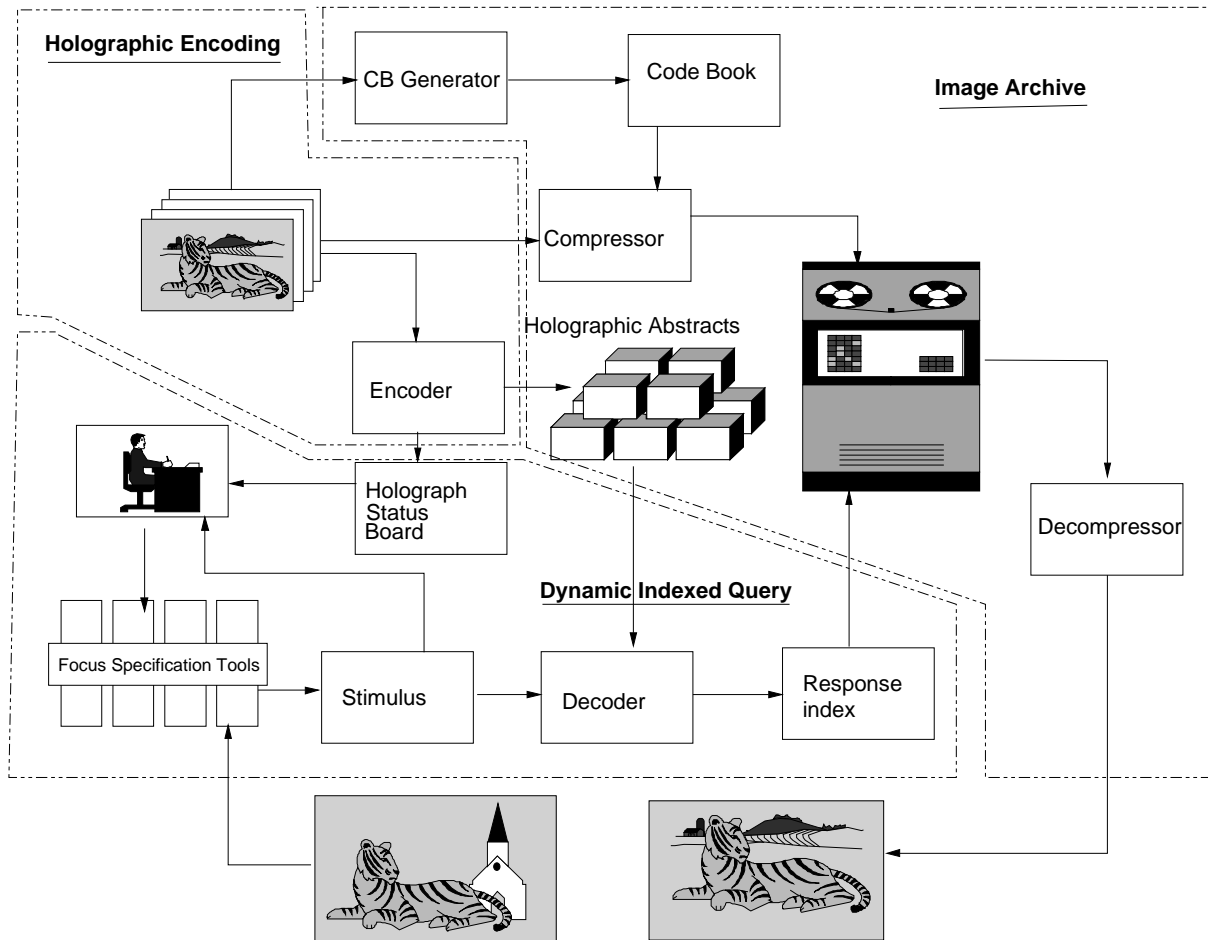 Holographic Encoding
CB Generator
Code Book
Image Archive
Compressor
Holographic Abstracts
Encoder
Holograph
Status
Board
Decompressor
Dynamic Indexed Query
Focus Specification Tools
Stimulus
Decoder
Response
index